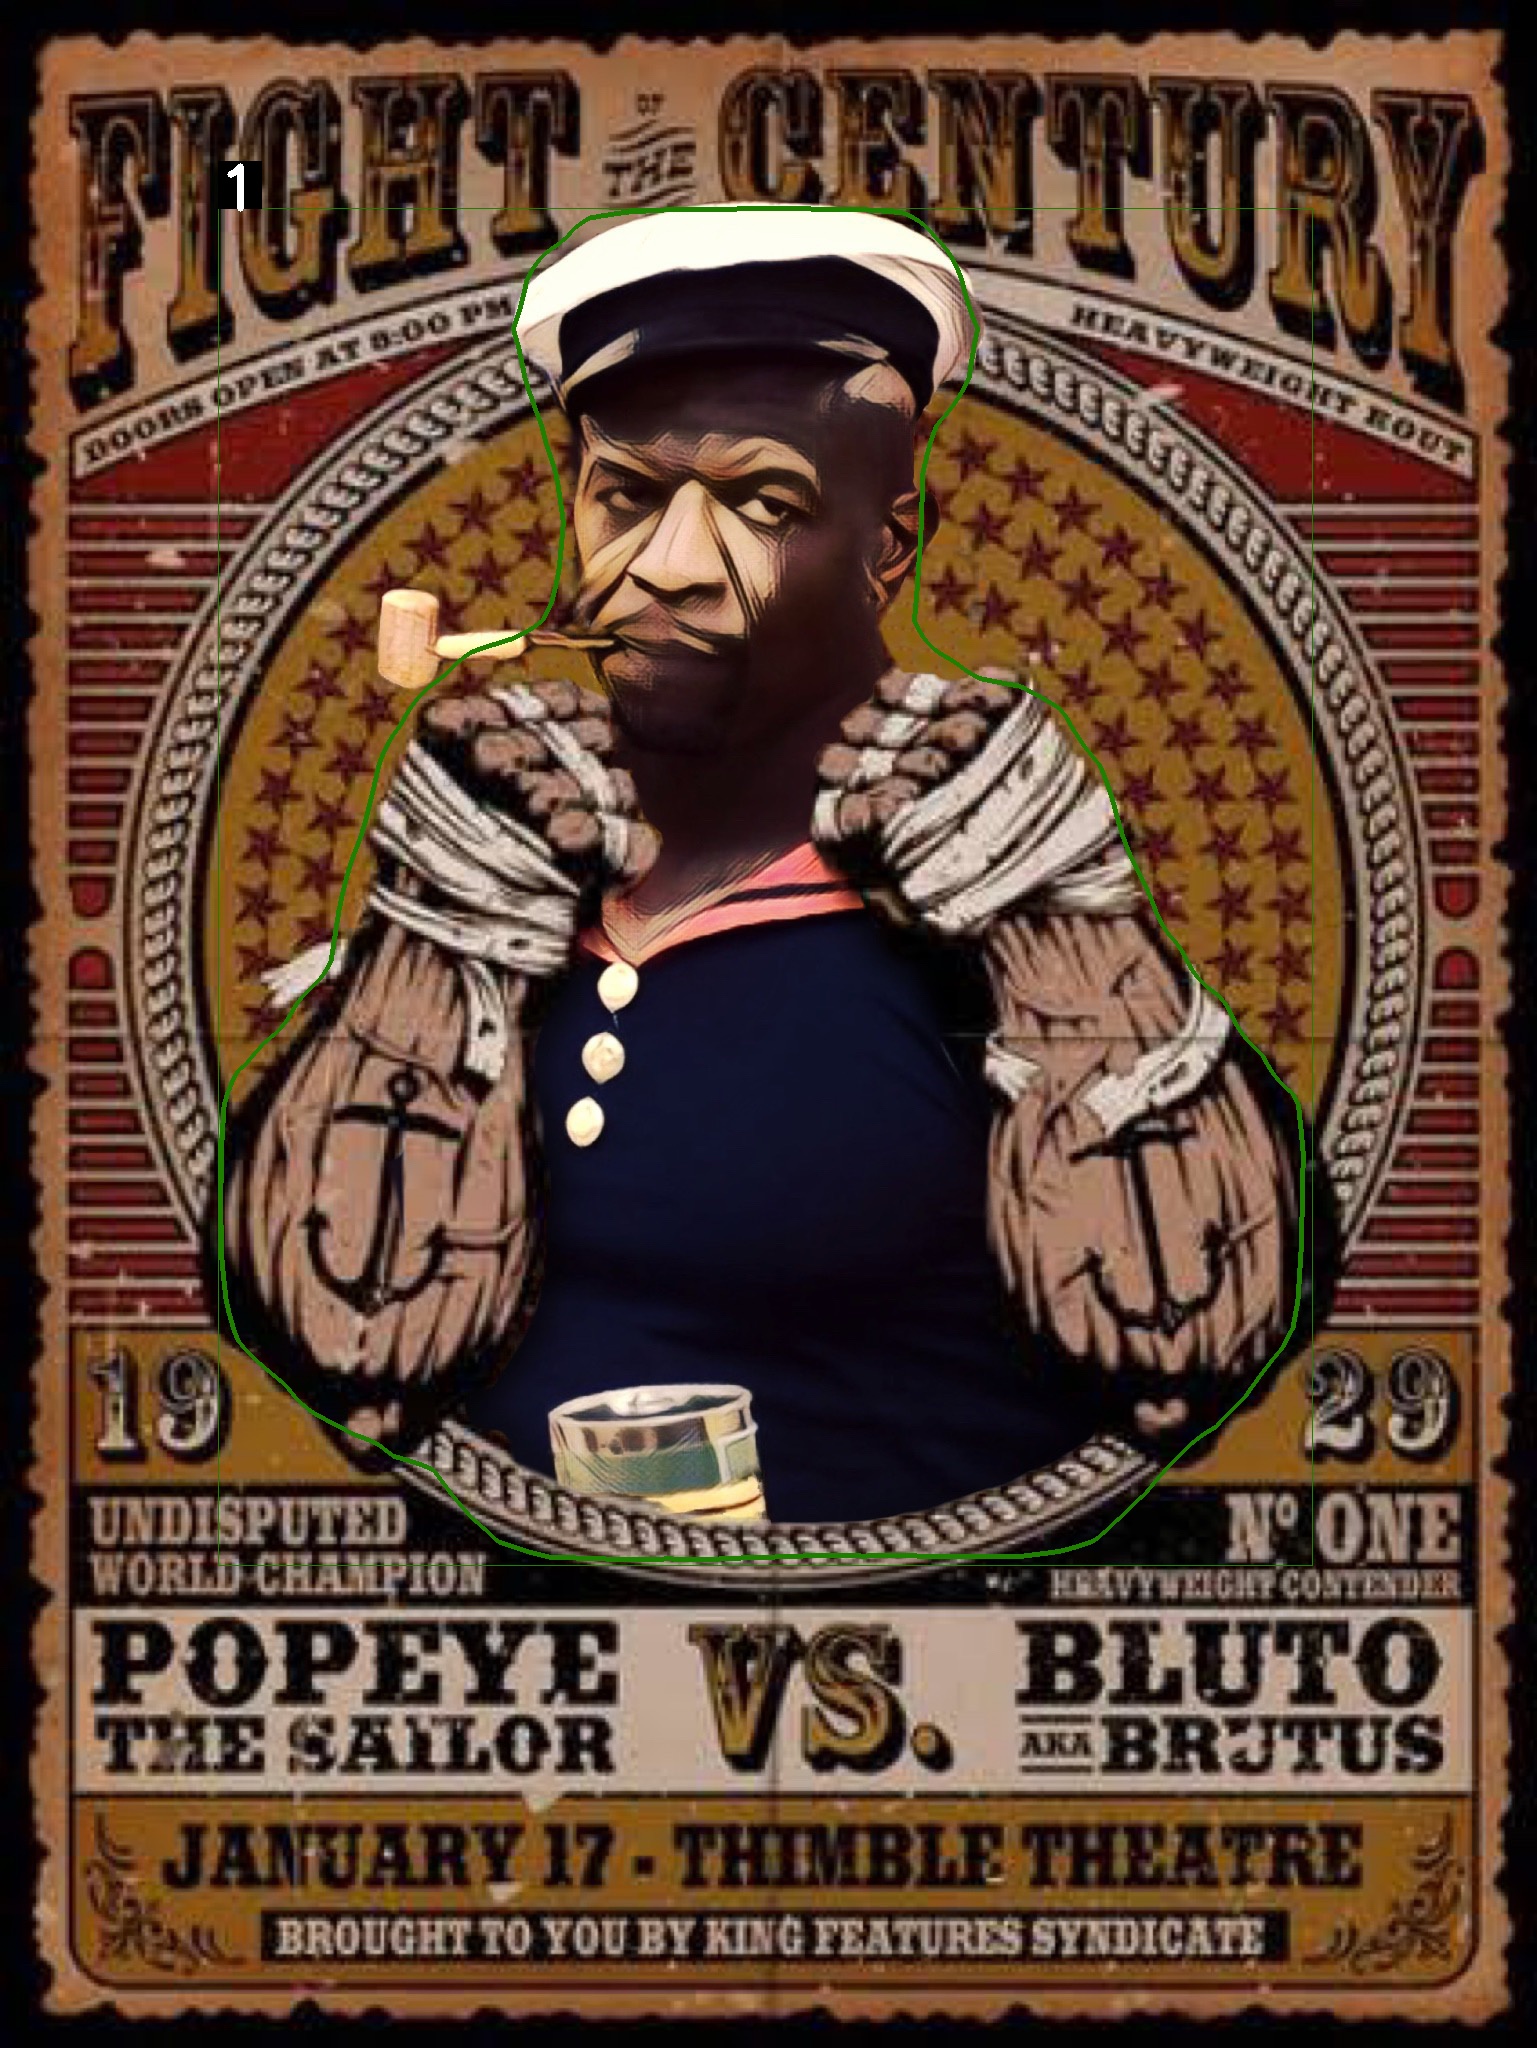 FIGHT OF THE CENTURY
DOORS OPEN AT 8:00 PM
HEAVYWEIGHT BOUT
1
19
29
UNDISPUTED
WORLD CHAMPION
Nº ONE
HEAVYWEIGHT CONTENDER
POPEYE
THE SAILOR
VS.
BLUTO
AKA BRUTUS
JANUARY 17 - THIMBLE THEATRE
BROUGHT TO YOU BY KING FEATURES SYNDICATE